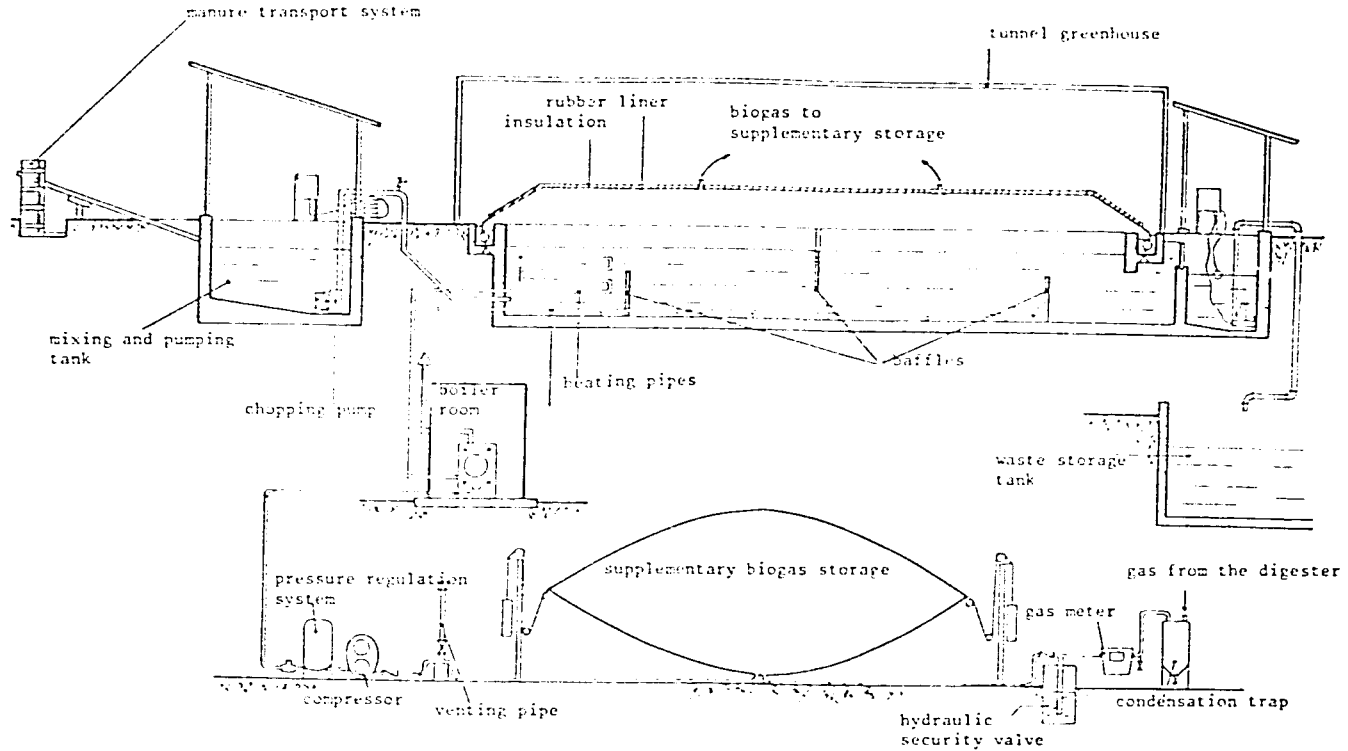 manure transport system
tunnel greenhouse
rubber liner
insulation
biogas to
supplementary storage
mixing and pumping
tank
baffles
heating pipes
boiler
room
chopping pump
waste storage
tank
supplementary biogas storage
gas from the digester
pressure regulation
system
gas meter
compressor
venting pipe
condensation trap
hydraulic
security valve